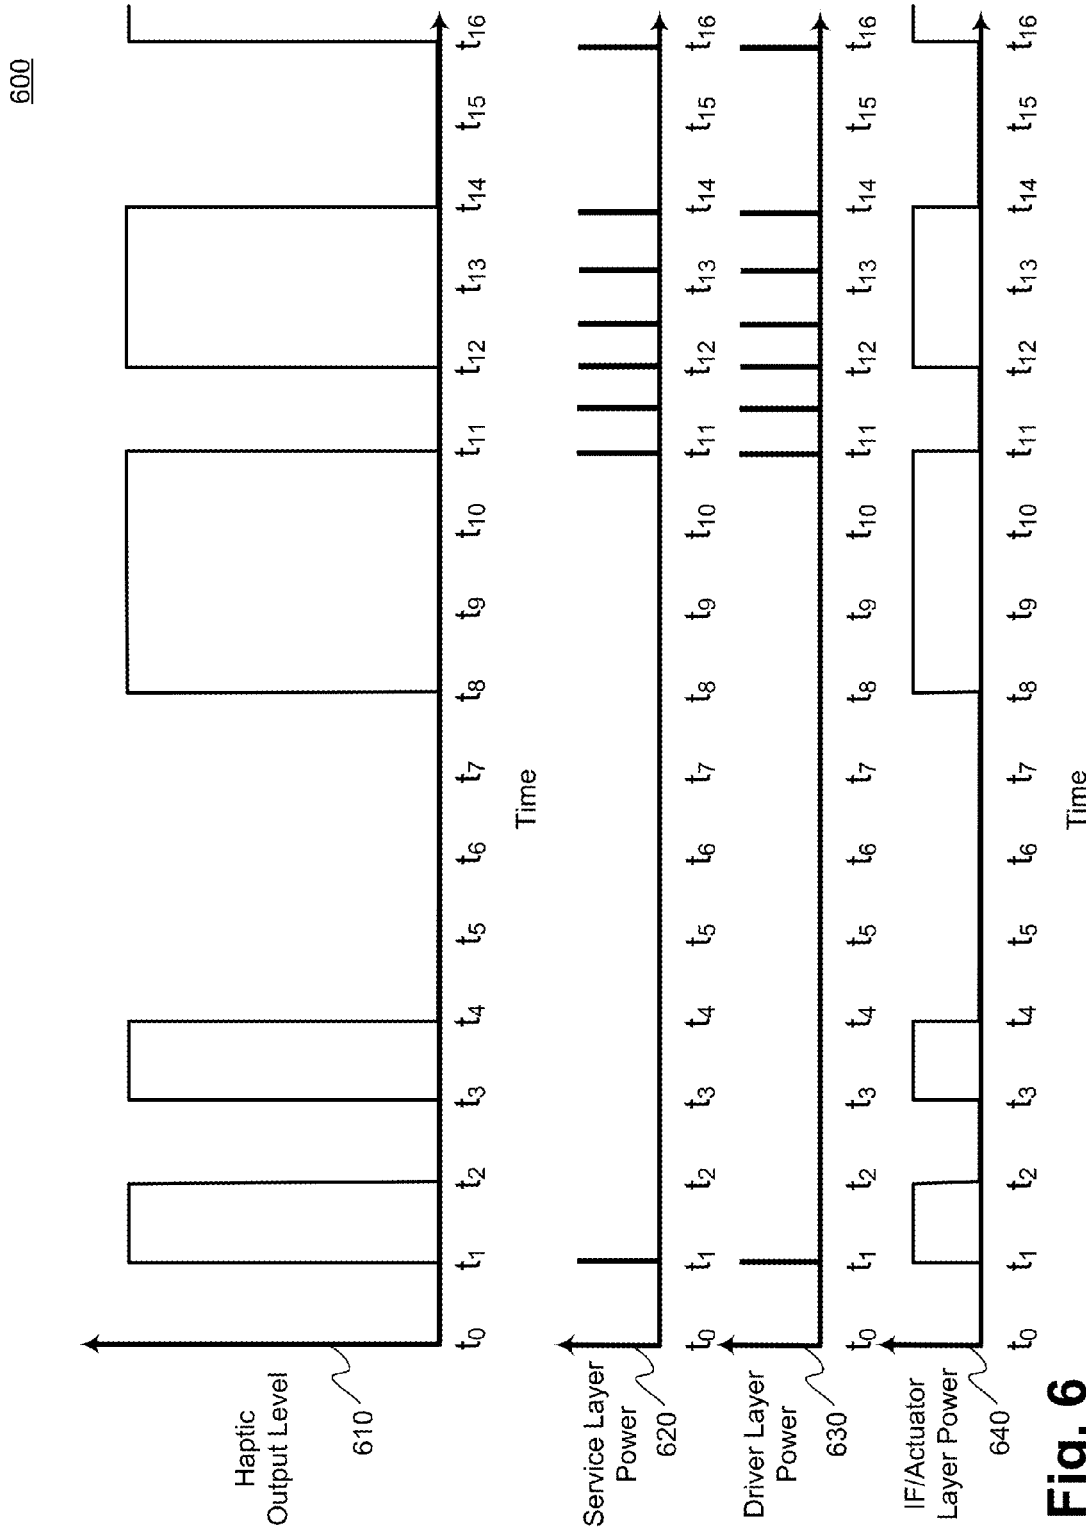 600
Haptic
Output Level
610
t0 t1 t2 t3 t4 t5 t6 t7 t8 t9 t10 t11 t12 t13 t14 t15 t16
Time
Service Layer
Power
620
t0 t1 t2 t3 t4 t5 t6 t7 t8 t9 t10 t11 t12 t13 t14 t15 t16
Driver Layer
Power
630
t0 t1 t2 t3 t4 t5 t6 t7 t8 t9 t10 t11 t12 t13 t14 t15 t16
IF/Actuator
Layer Power
640
t0 t1 t2 t3 t4 t5 t6 t7 t8 t9 t10 t11 t12 t13 t14 t15 t16
Time
Fig. 6